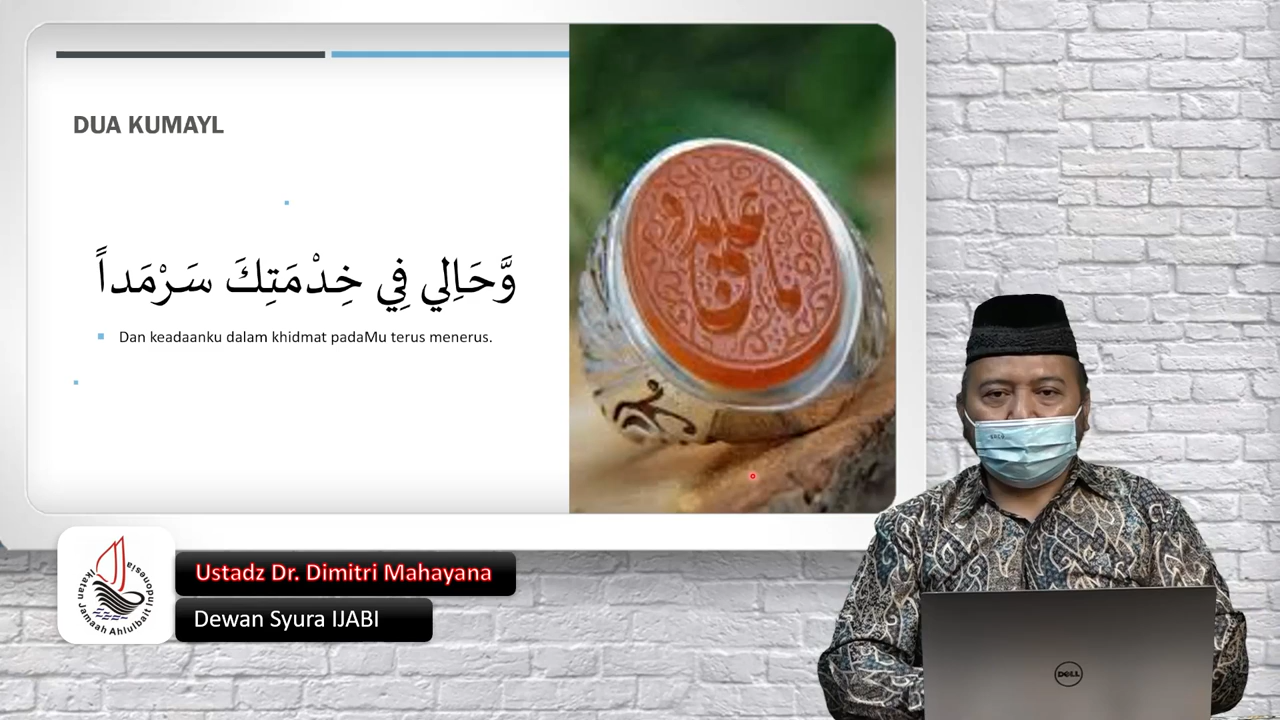 DUA KUMAYL
وَّحَالِي فِي خِدْمَتِكَ سَرْمَداً
Dan keadaanku dalam khidmat padaMu terus menerus.
Ikatan Jamaah Ahlulbait Indonesia
Ustadz Dr. Dimitri Mahayana
Dewan Syura IJABI
DELL